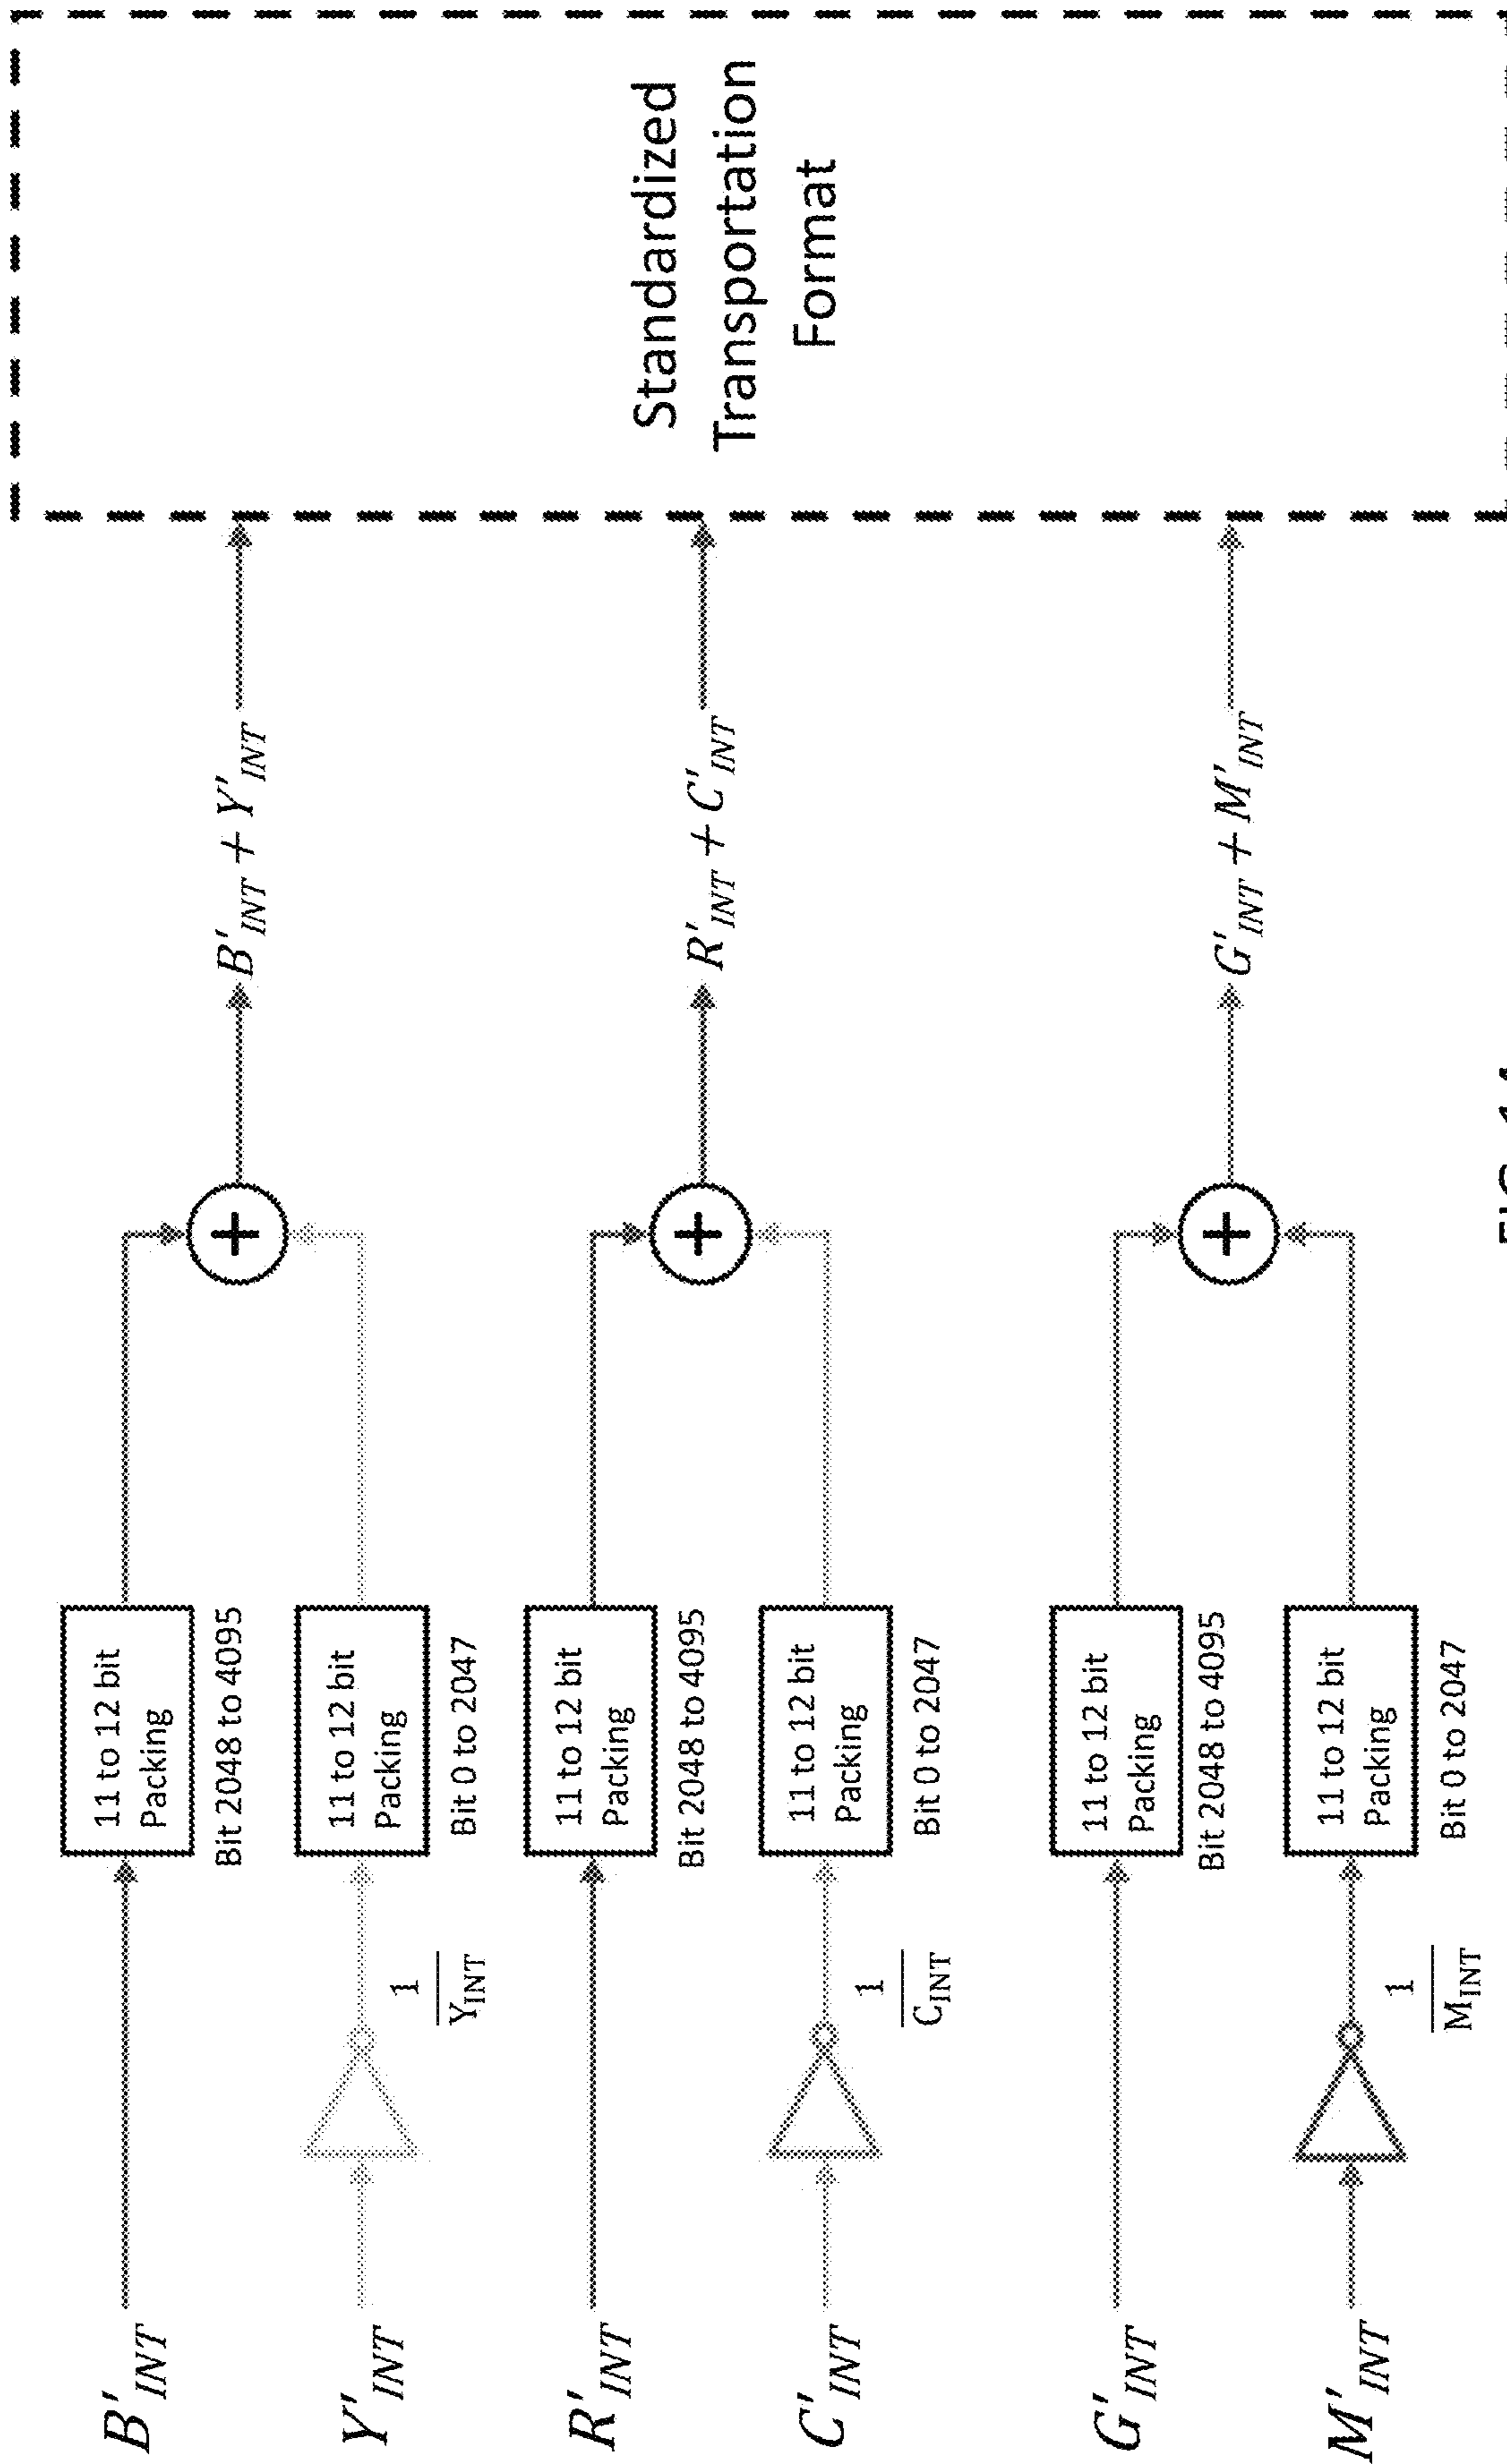 B'INT
11 to 12 bit
Packing
Bit 2048 to 4095
+
B'INT + Y'INT
Y'INT
1
YINT
11 to 12 bit
Packing
Bit 0 to 2047
R'INT
11 to 12 bit
Packing
Bit 2048 to 4095
+
R'INT + C'INT
C'INT
1
CINT
11 to 12 bit
Packing
Bit 0 to 2047
G'INT
11 to 12 bit
Packing
Bit 2048 to 4095
+
G'INT + M'INT
M'INT
1
MINT
11 to 12 bit
Packing
Bit 0 to 2047
Standardized
Transportation
Format